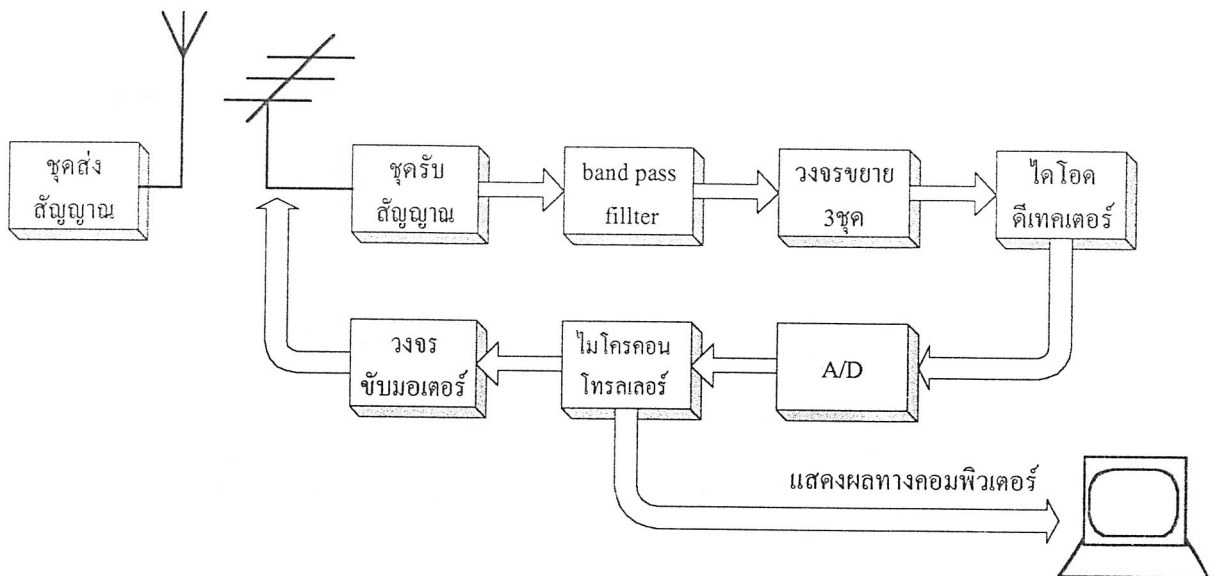 ชุดส่ง
สัญญาณ
ชุดรับ
สัญญาณ
band pass
fillter
วงจรขยาย
3ชุด
ไดโอด
ดีเทคเตอร์
วงจร
ขับมอเตอร์
ไมโครคอน
โทรลเลอร์
A/D
แสดงผลทางคอมพิวเตอร์